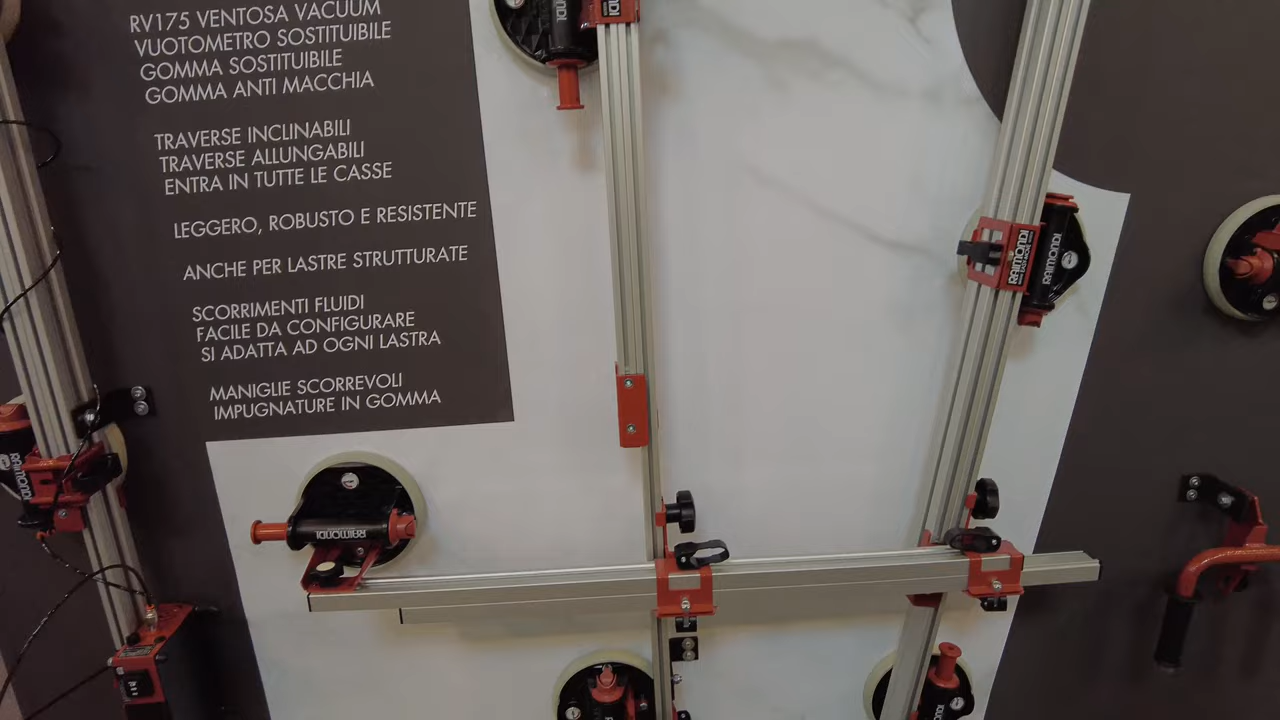 RV175 VENTOSA VACUUM
VUOTOMETRO SOSTITUIBILE
GOMMA SOSTITUIBILE
GOMMA ANTI MACCHIA
TRAVERSE INCLINABILI
TRAVERSE ALLUNGABILI
ENTRA IN TUTTE LE CASSE
LEGGERO, ROBUSTO E RESISTENTE
ANCHE PER LASTRE STRUTTURATE
SCORRIMENTI FLUIDI
FACILE DA CONFIGURARE
SI ADATTA AD OGNI LASTRA
MANIGLIE SCORREVOLI
IMPUGNATURE IN GOMMA
RAIMONDI
RAIMONDI
RAIMONDI
RAIMONDI